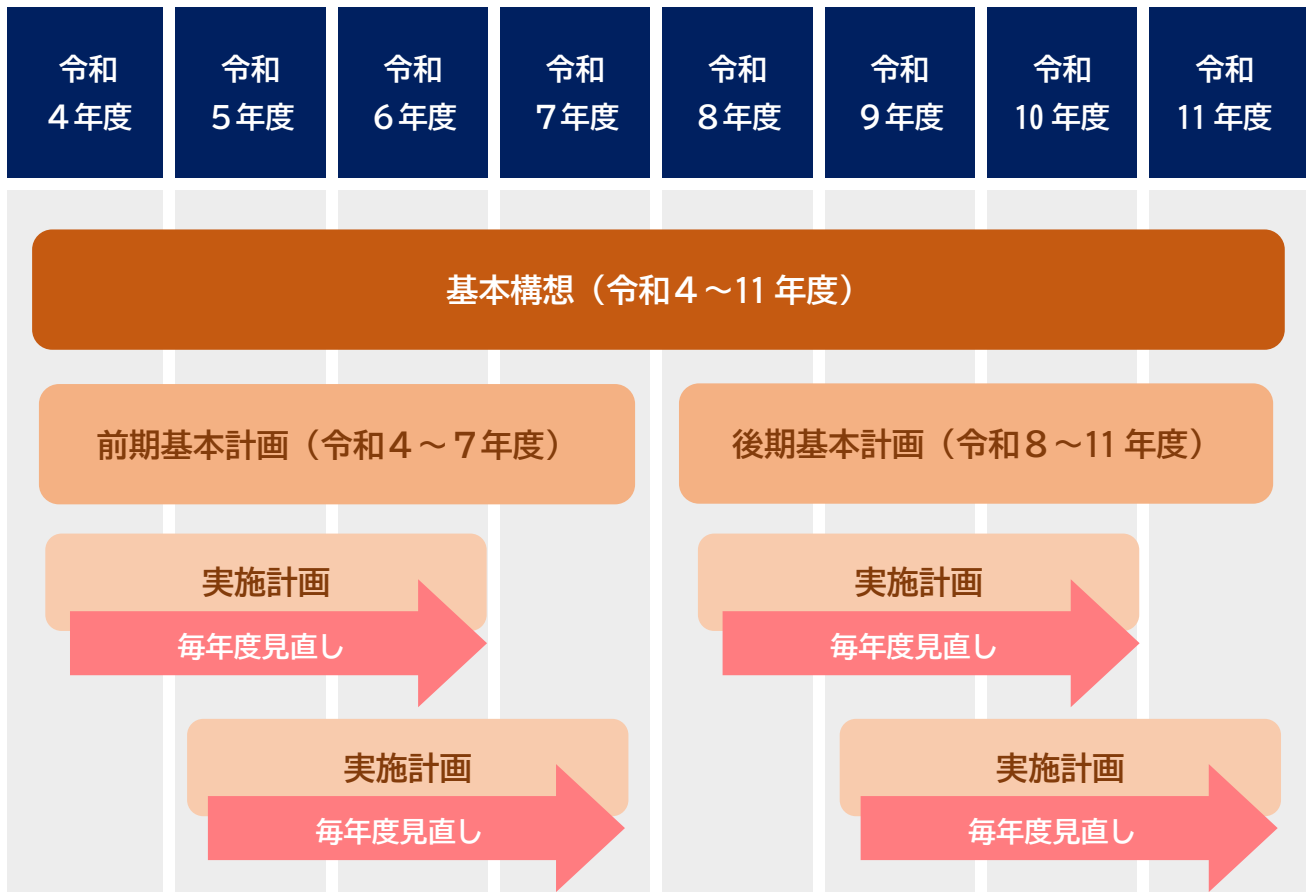 令和
４年度
令和
５年度
令和
６年度
令和
７年度
令和
８年度
令和
９年度
令和
10 年度
令和
11 年度
基本構想（令和４～11 年度）
前期基本計画（令和４～７年度）
後期基本計画（令和８～11 年度）
実施計画
毎年度見直し
実施計画
毎年度見直し
実施計画
毎年度見直し
実施計画
毎年度見直し